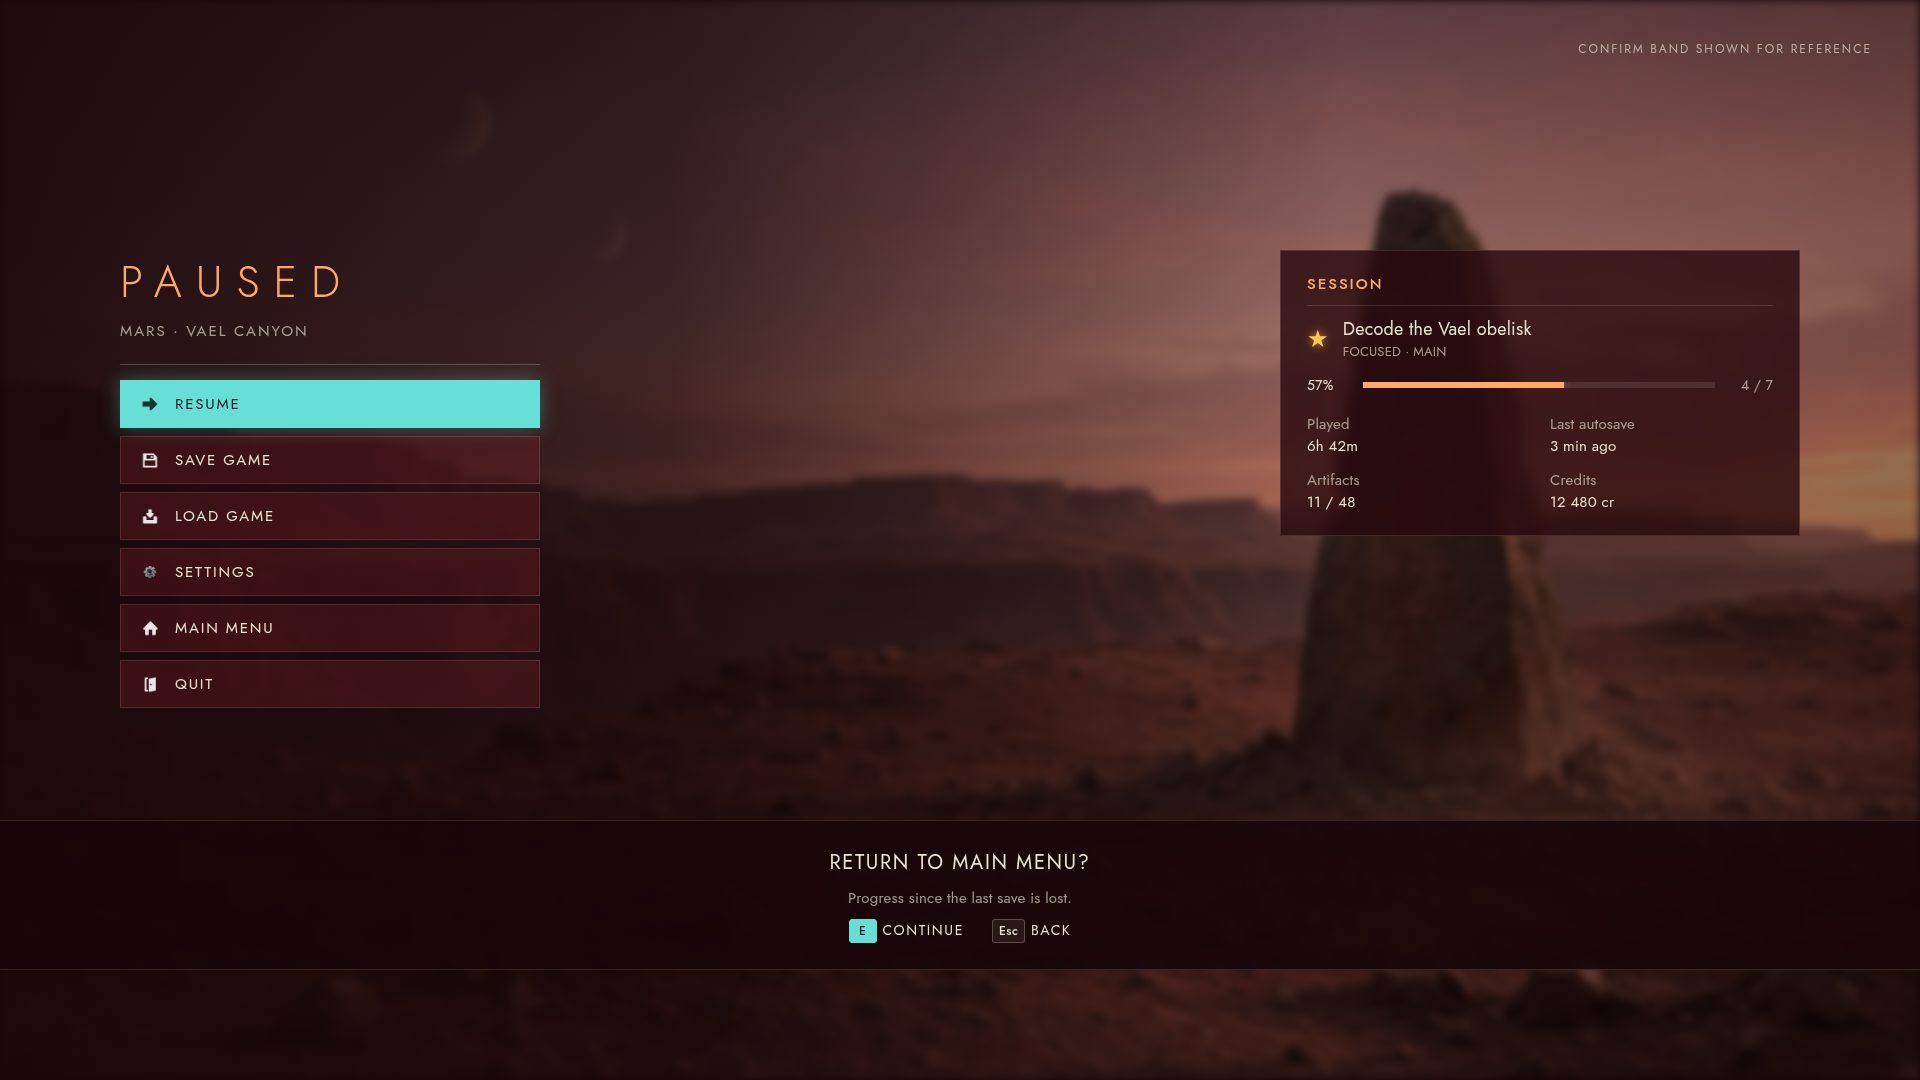 CONFIRM BAND SHOWN FOR REFERENCE
PAUSED
MARS · VAEL CANYON
RESUME
SAVE GAME
LOAD GAME
SETTINGS
MAIN MENU
QUIT
SESSION
Decode the Vael obelisk
FOCUSED · MAIN
57% 4 / 7
Played Last autosave
6h 42m 3 min ago
Artifacts Credits
11 / 48 12 480 cr
RETURN TO MAIN MENU?
Progress since the last save is lost.
E CONTINUE Esc BACK